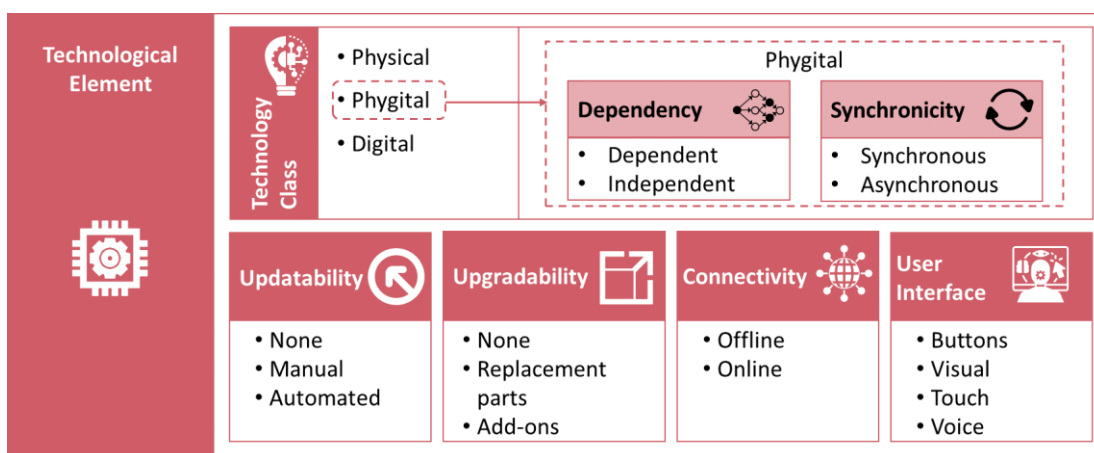 Technological
Element
Technology
Class
• Physical
• Phygital
• Digital
Phygital
Dependency
• Dependent
• Independent
Synchronicity
• Synchronous
• Asynchronous
Updatability
• None
• Manual
• Automated
Upgradability
• None
• Replacement
parts
• Add-ons
Connectivity
• Offline
• Online
User
Interface
• Buttons
• Visual
• Touch
• Voice